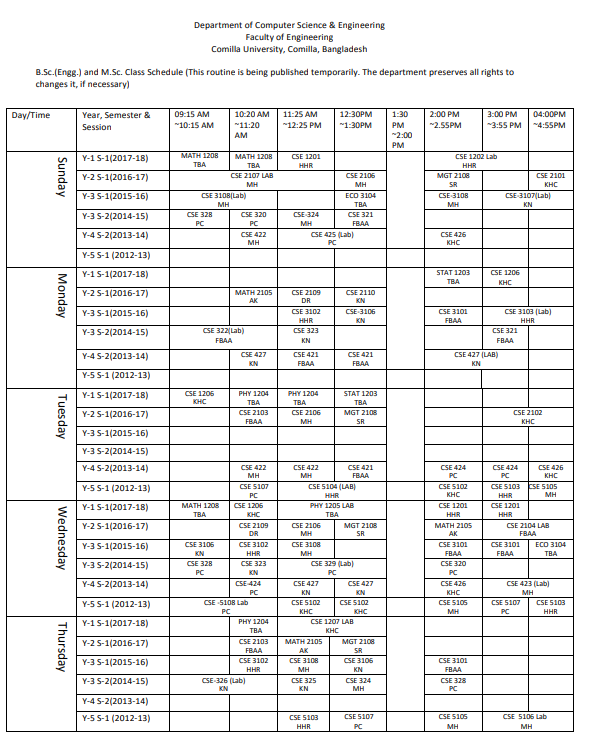 Department of Computer Science & Engineering
Faculty of Engineering
Comilla University, Comilla, Bangladesh
B.Sc.(Engg.) and M.Sc. Class Schedule (This routine is being published temporarily. The department preserves all rights to
changes it, if necessary)
Day/Time Year, Semester & Session 09:15 AM ~10:15 AM 10:20 AM ~11:20 AM 11:25 AM ~12:25 PM 12:30PM ~1:30PM 1:30 PM ~2:00 PM 2:00 PM ~2.55PM 3:00 PM ~3:55 PM 04:00PM ~4:55PM
Sunday
Y-1 S-1(2017-18) MATH 1208 TBA MATH 1208 TBA CSE 1201 HHR CSE 1202 Lab HHR
Y-2 S-1(2016-17) CSE 2107 LAB MH CSE 2106 MH MGT 2108 SR CSE 2101 KHC
Y-3 S-1(2015-16) CSE 3108(Lab) MH ECO 3104 TBA CSE-3108 MH CSE-3107(Lab) KN
Y-3 S-2(2014-15) CSE 328 PC CSE 320 PC CSE-324 MH CSE 321 FBAA
Y-4 S-2(2013-14) CSE 422 MH CSE 425 (Lab) PC CSE 426 KHC
Y-5 S-1 (2012-13)
Monday
Y-1 S-1(2017-18) STAT 1203 TBA CSE 1206 KHC
Y-2 S-1(2016-17) MATH 2105 AK CSE 2109 DR CSE 2110 KN
Y-3 S-1(2015-16) CSE 3102 HHR CSE-3106 KN CSE 3101 FBAA CSE 3103 (Lab) HHR
Y-3 S-2(2014-15) CSE 322(Lab) FBAA CSE 323 KN CSE 321 FBAA
Y-4 S-2(2013-14) CSE 427 KN CSE 421 FBAA CSE 421 FBAA CSE 427 (LAB) KN
Y-5 S-1 (2012-13)
Tuesday
Y-1 S-1(2017-18) CSE 1206 KHC PHY 1204 TBA PHY 1204 TBA STAT 1203 TBA
Y-2 S-1(2016-17) CSE 2103 FBAA CSE 2106 MH MGT 2108 SR CSE 2102 KHC
Y-3 S-1(2015-16)
Y-3 S-2(2014-15)
Y-4 S-2(2013-14) CSE 422 MH CSE 422 MH CSE 421 FBAA CSE 424 PC CSE 424 PC CSE 426 KHC
Y-5 S-1 (2012-13) CSE 5107 PC CSE 5104 (LAB) HHR CSE 5102 KHC CSE 5103 HHR CSE 5105 MH
Wednesday
Y-1 S-1(2017-18) MATH 1208 TBA CSE 1206 KHC PHY 1205 LAB TBA CSE 1201 HHR CSE 1201 HHR
Y-2 S-1(2016-17) CSE 2109 DR CSE 2106 MH MGT 2108 SR MATH 2105 AK CSE 2104 LAB FBAA
Y-3 S-1(2015-16) CSE 3106 KN CSE 3102 HHR CSE 3108 MH CSE 3101 FBAA CSE 3101 FBAA ECO 3104 TBA
Y-3 S-2(2014-15) CSE 328 PC CSE 323 KN CSE 329 (Lab) PC CSE 320 PC
Y-4 S-2(2013-14) CSE-424 PC CSE 427 KN CSE 427 KN CSE 426 KHC CSE 423 (Lab) MH
Y-5 S-1 (2012-13) CSE -5108 Lab PC CSE 5102 KHC CSE 5102 KHC CSE 5105 MH CSE 5107 PC CSE 5103 HHR
Thursday
Y-1 S-1(2017-18) PHY 1204 TBA CSE 1207 LAB KHC
Y-2 S-1(2016-17) CSE 2103 FBAA MATH 2105 AK MGT 2108 SR
Y-3 S-1(2015-16) CSE 3102 HHR CSE 3108 MH CSE 3106 KN CSE 3101 FBAA
Y-3 S-2(2014-15) CSE-326 (Lab) KN CSE 325 KN CSE 324 MH CSE 328 PC
Y-4 S-2(2013-14)
Y-5 S-1 (2012-13) CSE 5103 HHR CSE 5107 PC CSE 5105 MH CSE 5106 Lab MH